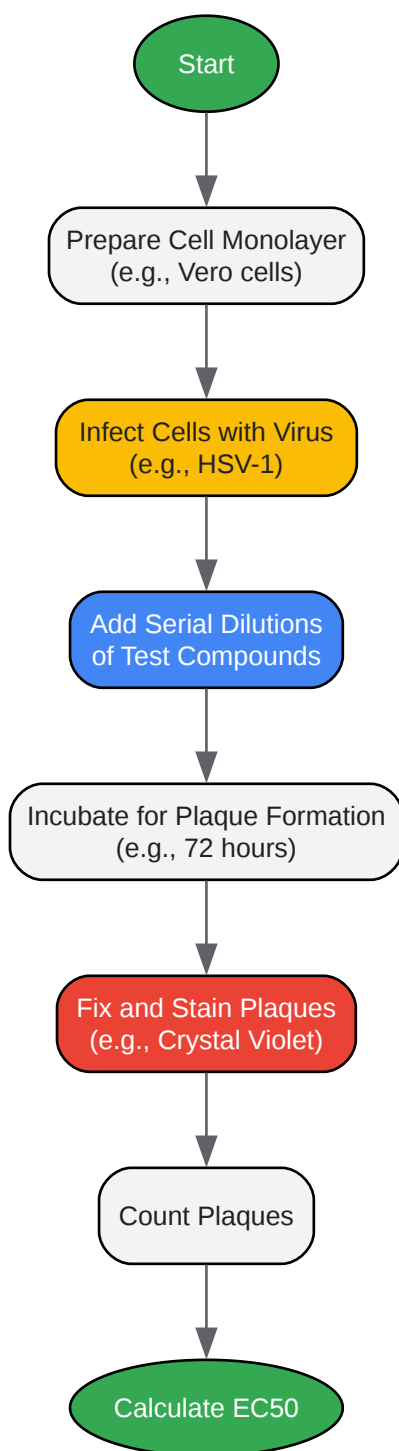 Start
Prepare Cell Monolayer
(e.g., Vero cells)
Infect Cells with Virus
(e.g., HSV-1)
Add Serial Dilutions
of Test Compounds
Incubate for Plaque Formation
(e.g., 72 hours)
Fix and Stain Plaques
(e.g., Crystal Violet)
Count Plaques
Calculate EC50